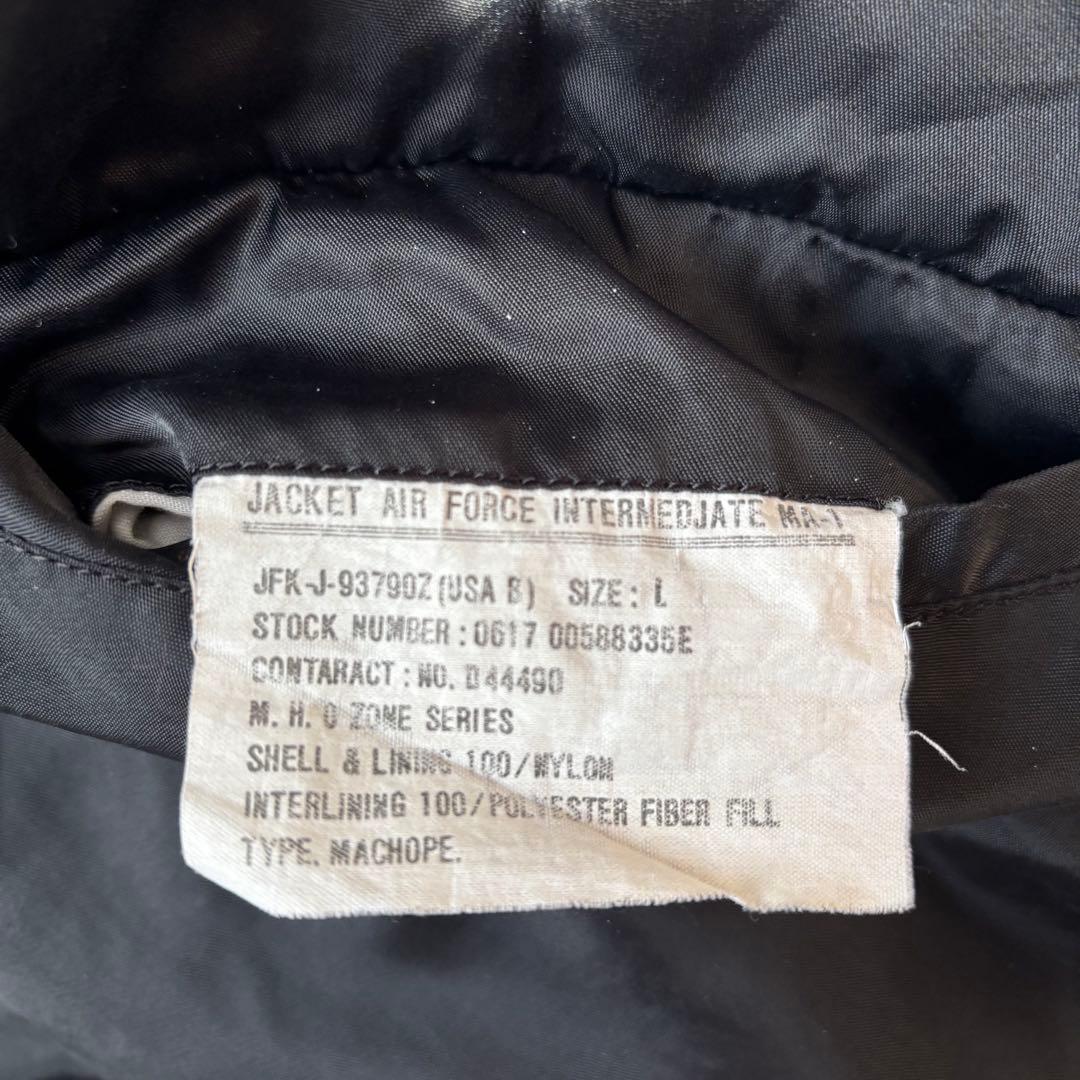 JACKET AIR FORCE INTERMEDJATE MA-1
JFK-J-93790Z (USA B) SIZE : L
STOCK NUMBER : 0617 00588335E
CONTARACT : NO. D44490
M. H. O ZONE SERIES
SHELL & LINING 100/NYLON
INTERLINING 100/POLYESTER FIBER FILL
TYPE. MACHOPE.